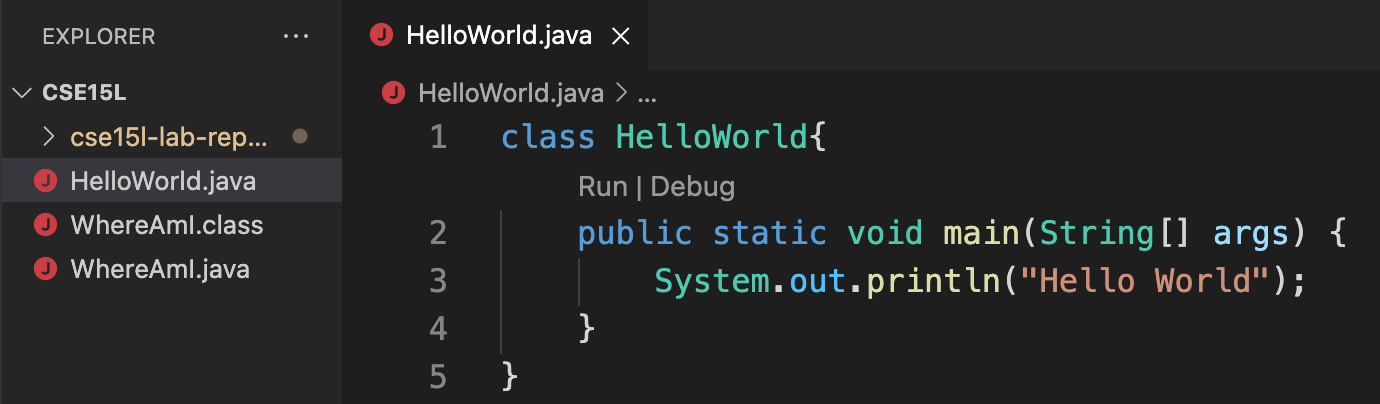 EXPLORER ...
CSE15L
cse15l-lab-rep...
HelloWorld.java
WhereAmI.class
WhereAmI.java
HelloWorld.java
HelloWorld.java > ...
1 class HelloWorld{
Run | Debug
2 public static void main(String[] args) {
3 System.out.println("Hello World");
4 }
5 }